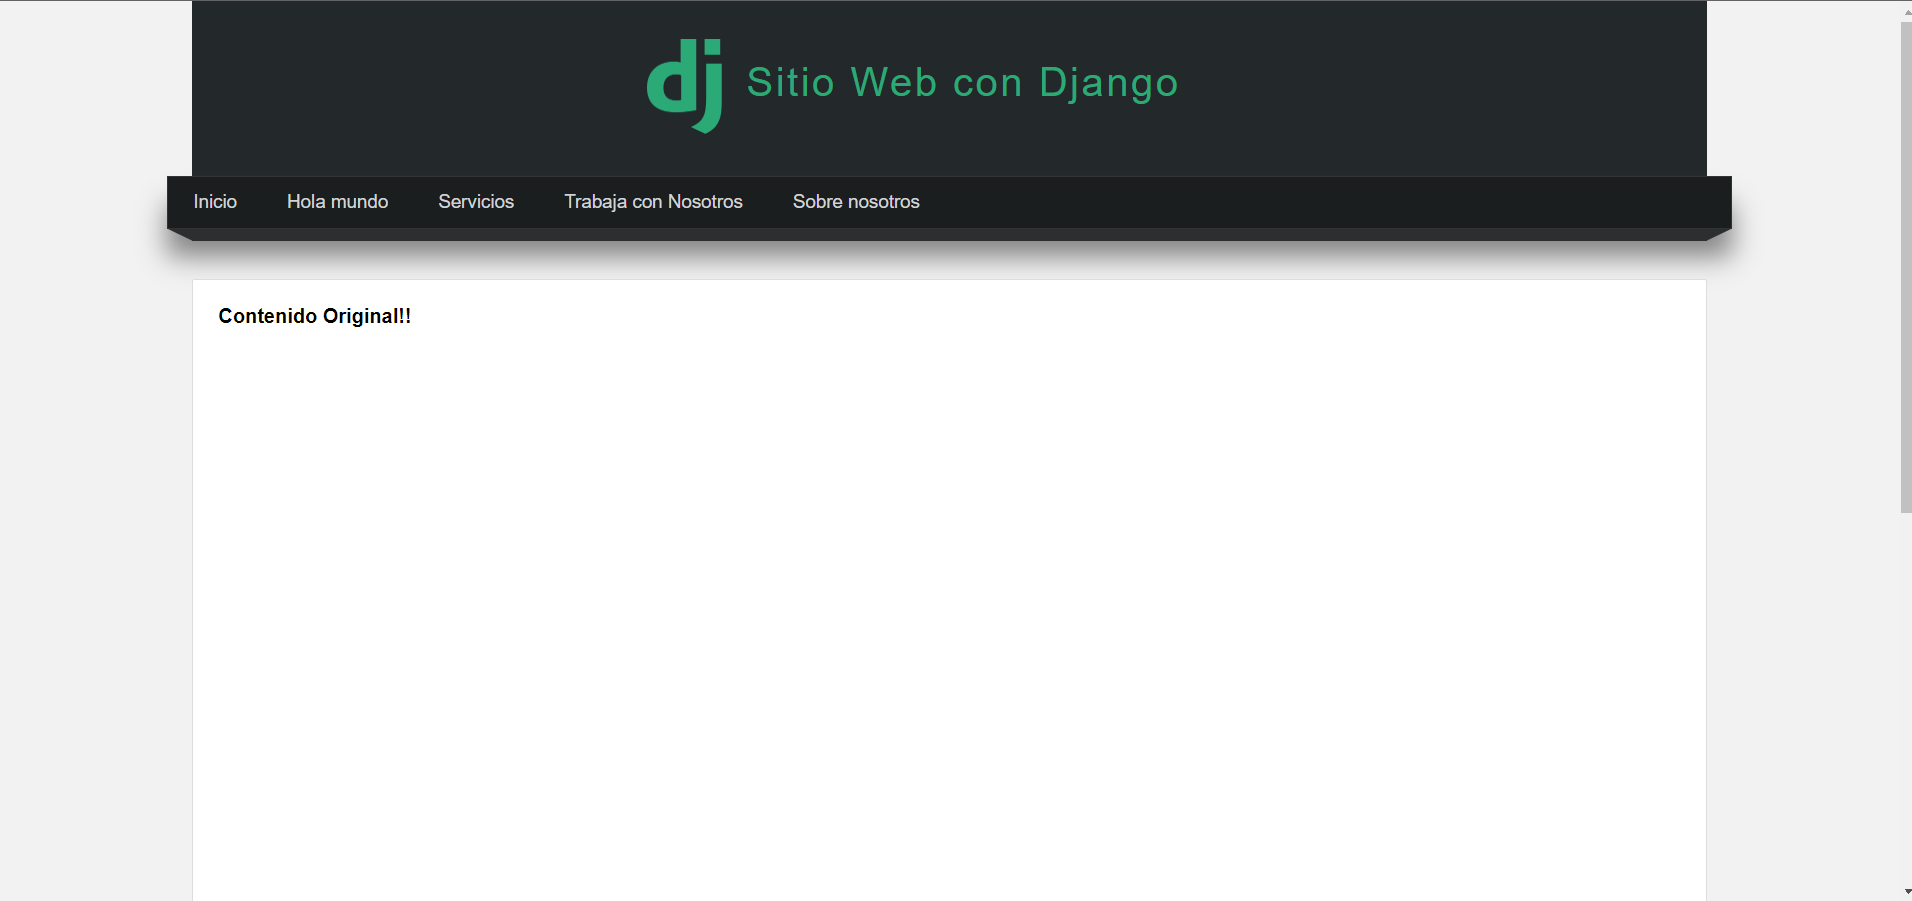 dj Sitio Web con Django
Inicio Hola mundo Servicios Trabaja con Nosotros Sobre nosotros
Contenido Original!!